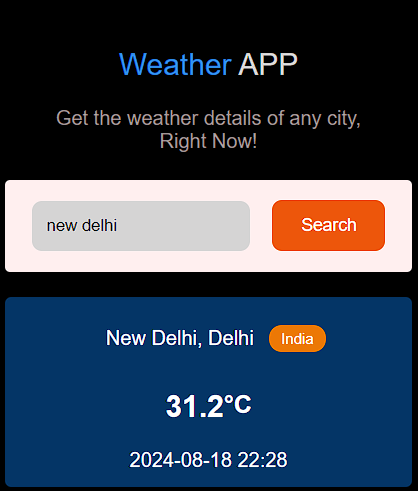 Weather APP
Get the weather details of any city,
Right Now!
new delhi Search
New Delhi, Delhi India
31.2°C
2024-08-18 22:28